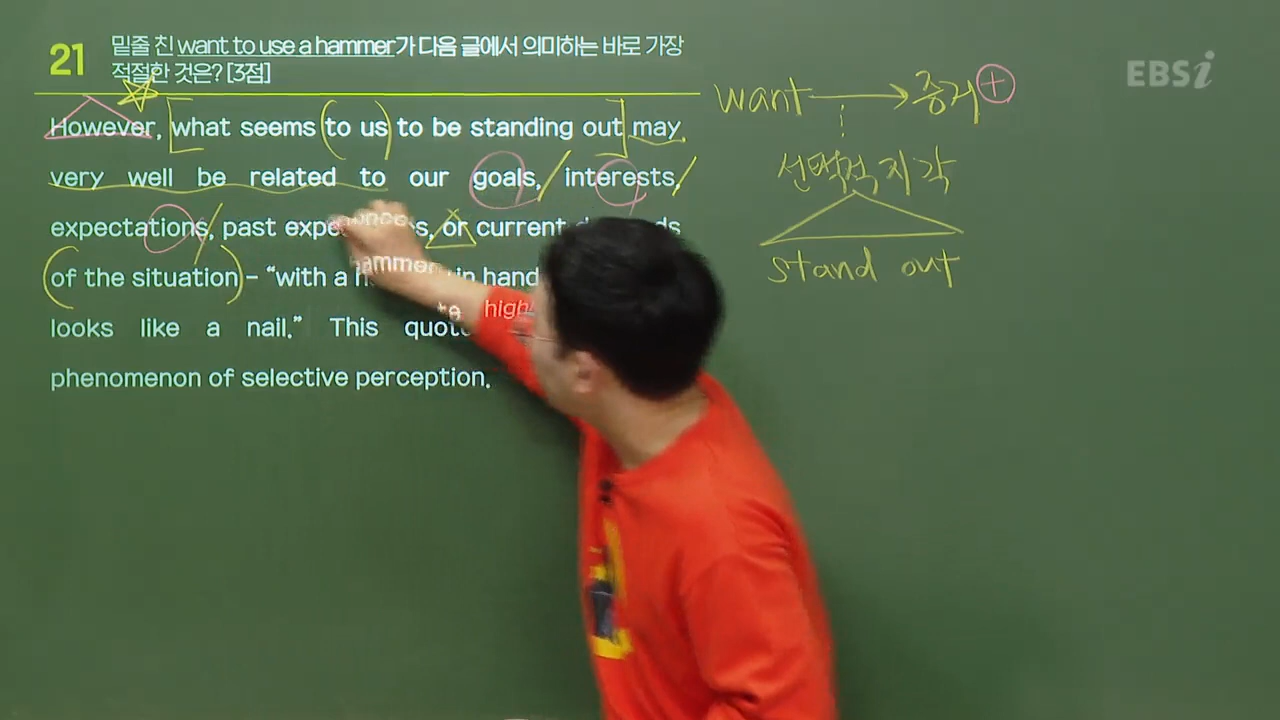 21
밑줄 친 want to use a hammer가 다음 글에서 의미하는 바로 가장
적절한 것은? [3점]
However, what seems to us to be standing out may
very well be related to our goals, interests,
expectations, past or current
of the situation – “with a in hand
looks like a nail.” This
phenomenon of selective perception.
want → 증거 +
선택적 지각
stand out
EBSi